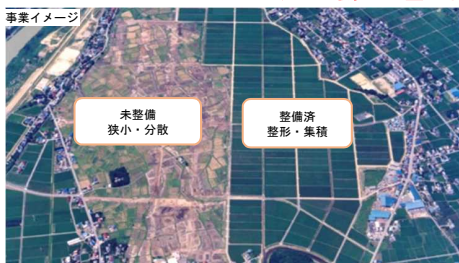 事業イメージ
未整備
狭小・分散
整備済
整形・集積